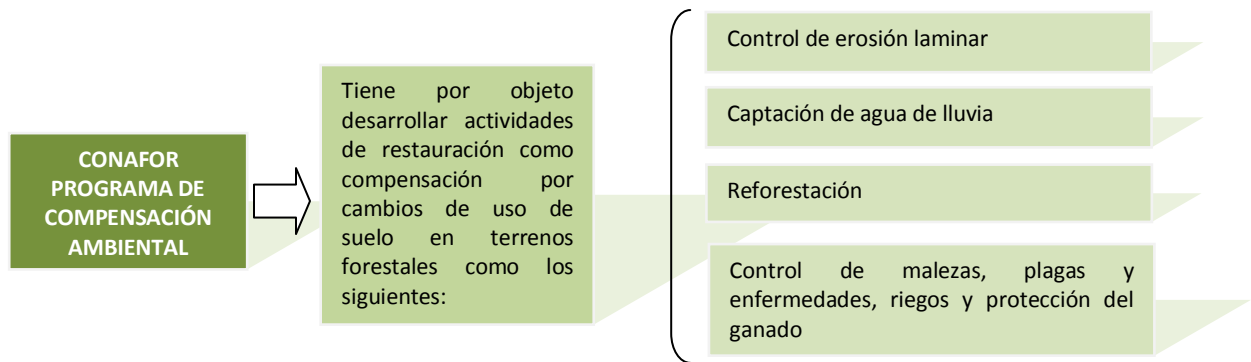 CONAFOR
PROGRAMA DE
COMPENSACIÓN
AMBIENTAL
Tiene por objeto
desarrollar actividades
de restauración como
compensación por
cambios de uso de
suelo en terrenos
forestales como los
siguientes:
Control de erosión laminar
Captación de agua de lluvia
Reforestación
Control de malezas, plagas y
enfermedades, riegos y protección del
ganado